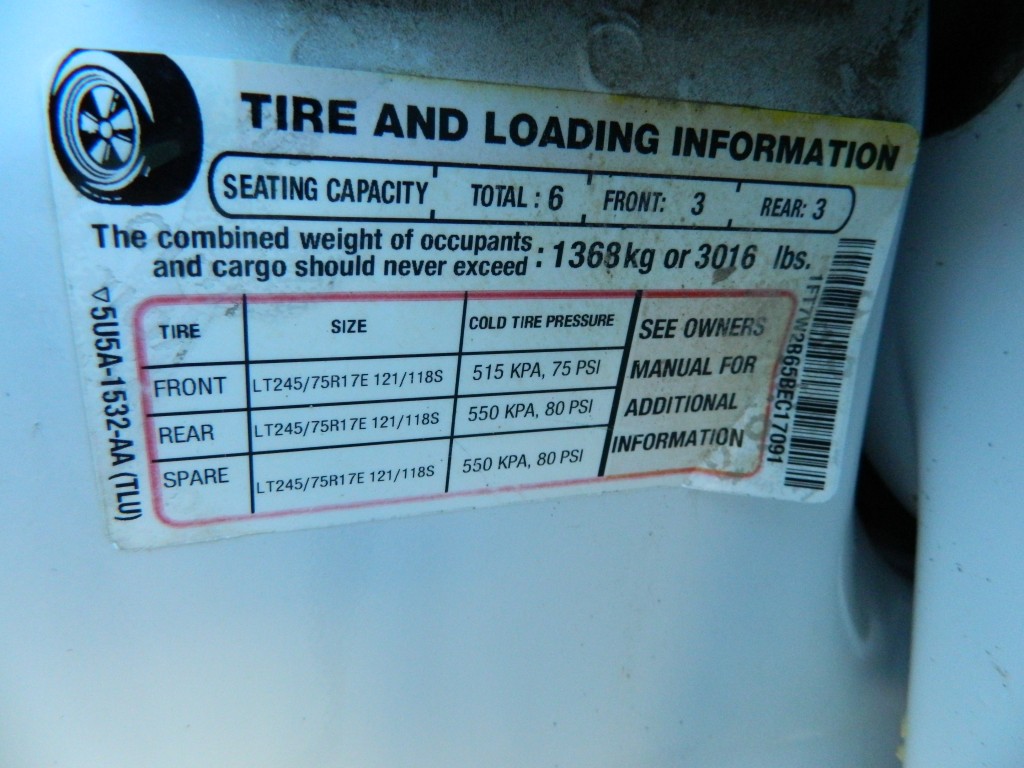 TIRE AND LOADING INFORMATION
SEATING CAPACITY TOTAL : 6 FRONT: 3 REAR: 3
The combined weight of occupants
and cargo should never exceed : 1368 kg or 3016 lbs.
TIRE SIZE COLD TIRE PRESSURE SEE OWNERS
MANUAL FOR
ADDITIONAL
INFORMATION
FRONT LT245/75R17E 121/118S 515 KPA, 75 PSI
REAR LT245/75R17E 121/118S 550 KPA, 80 PSI
SPARE LT245/75R17E 121/118S 550 KPA, 80 PSI
5U5A-1532-AA (TLU)
1FT7W2B65BEC17091